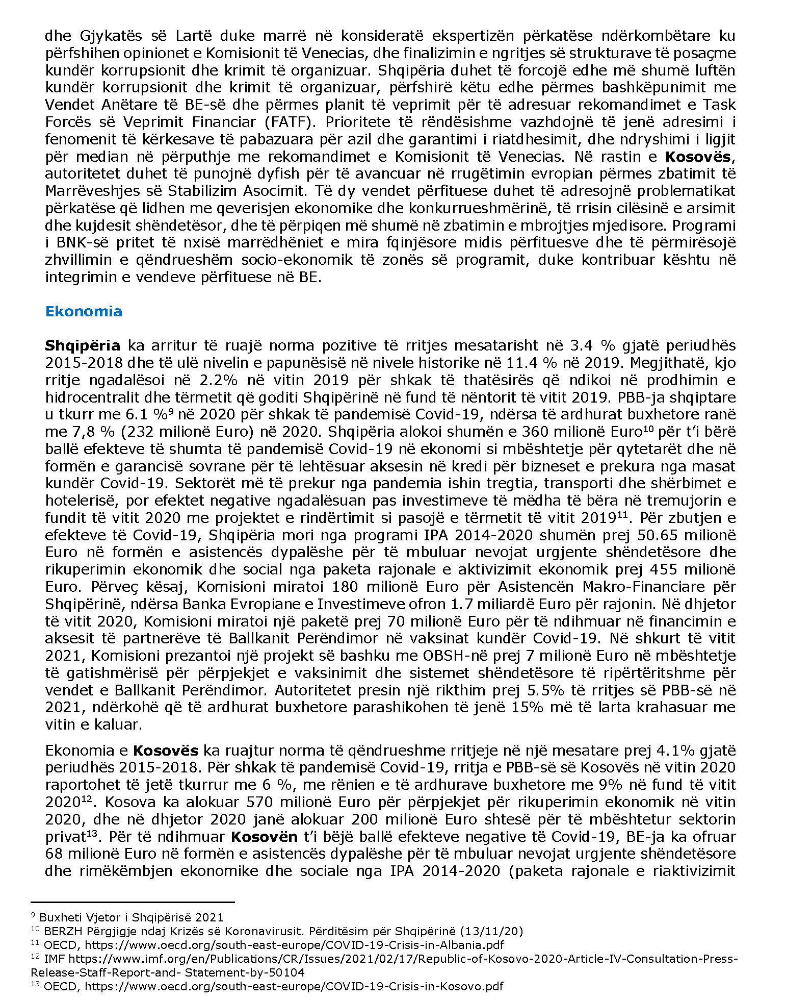 dhe Gjykatës së Lartë duke marrë në konsideratë ekspertizën përkatëse ndërkombëtare ku
përfshihen opinionet e Komisionit të Venecias, dhe finalizimin e ngritjes së strukturave të posaçme
kundër korrupsionit dhe krimit të organizuar. Shqipëria duhet të forcojë edhe më shumë luftën
kundër korrupsionit dhe krimit të organizuar, përfshirë këtu edhe përmes bashkëpunimit me
Vendet Anëtare të BE-së dhe përmes planit të veprimit për të adresuar rekomandimet e Task
Forcës së Veprimit Financiar (FATF). Prioritete të rëndësishme vazhdojnë të jenë adresimi i
fenomenit të kërkesave të pabazuara për azil dhe garantimi i riatdhesimit, dhe ndryshimi i ligjit
për median në përputhje me rekomandimet e Komisionit të Venecias. Në rastin e Kosovës,
autoritetet duhet të punojnë dyfish për të avancuar në rrugëtimin evropian përmes zbatimit të
Marrëveshjes së Stabilizim Asocimit. Të dy vendet përfituese duhet të adresojnë problematikat
përkatëse që lidhen me qeverisjen ekonomike dhe konkurrueshmërinë, të rrisin cilësinë e arsimit
dhe kujdesit shëndetësor, dhe të përpiqen më shumë në zbatimin e mbrojtjes mjedisore. Programi
i BNK-së pritet të nxisë marrëdhëniet e mira fqinjësore midis përfituesve dhe të përmirësojë
zhvillimin e qëndrueshëm socio-ekonomik të zonës së programit, duke kontribuar kështu në
integrimin e vendeve përfituese në BE.
Ekonomia
Shqipëria ka arritur të ruajë norma pozitive të rritjes mesatarisht në 3.4 % gjatë periudhës
2015-2018 dhe të ulë nivelin e papunësisë në nivele historike në 11.4 % në 2019. Megjithatë, kjo
rritje ngadalësoi në 2.2% në vitin 2019 për shkak të thatësirës që ndikoi në prodhimin e
hidrocentralit dhe tërmetit që goditi Shqipërinë në fund të nëntorit të vitit 2019. PBB-ja shqiptare
u tkurr me 6.1 %⁹ në 2020 për shkak të pandemisë Covid-19, ndërsa të ardhurat buxhetore ranë
me 7,8 % (232 milionë Euro) në 2020. Shqipëria alokoi shumën e 360 milionë Euro¹⁰ për t’i bërë
ballë efekteve të shumta të pandemisë Covid-19 në ekonomi si mbështetje për qytetarët dhe në
formën e garancisë sovrane për të lehtësuar aksesin në kredi për bizneset e prekura nga masat
kundër Covid-19. Sektorët më të prekur nga pandemia ishin tregtia, transporti dhe shërbimet e
hotelerisë, por efektet negative ngadalësuan pas investimeve të mëdha të bëra në tremujorin e
fundit të vitit 2020 me projektet e rindërtimit si pasojë e tërmetit të vitit 2019¹¹. Për zbutjen e
efekteve të Covid-19, Shqipëria mori nga programi IPA 2014-2020 shumën prej 50.65 milionë
Euro në formën e asistencës dypalëshe për të mbuluar nevojat urgjente shëndetësore dhe
rikuperimin ekonomik dhe social nga paketa rajonale e aktivizimit ekonomik prej 455 milionë
Euro. Përveç kësaj, Komisioni miratoi 180 milionë Euro për Asistencën Makro-Financiare për
Shqipërinë, ndërsa Banka Evropiane e Investimeve ofron 1.7 miliardë Euro për rajonin. Në dhjetor
të vitit 2020, Komisioni miratoi një paketë prej 70 milionë Euro për të ndihmuar në financimin e
aksesit të partnerëve të Ballkanit Perëndimor në vaksinat kundër Covid-19. Në shkurt të vitit
2021, Komisioni prezantoi një projekt së bashku me OBSH-në prej 7 milionë Euro në mbështetje
të gatishmërisë për përpjekjet e vaksinimit dhe sistemet shëndetësore të ripërtëritshme për
vendet e Ballkanit Perëndimor. Autoritetet presin një rikthim prej 5.5% të rritjes së PBB-së në
2021, ndërkohë që të ardhurat buxhetore parashikohen të jenë 15% më të larta krahasuar me
vitin e kaluar.
Ekonomia e Kosovës ka ruajtur norma të qëndrueshme rritjeje në një mesatare prej 4.1% gjatë
periudhës 2015-2018. Për shkak të pandemisë Covid-19, rritja e PBB-së së Kosovës në vitin 2020
raportohet të jetë tkurrur me 6 %, me rënien e të ardhurave buxhetore me 9% në fund të vitit
2020¹². Kosova ka alokuar 570 milionë Euro për përpjekjet për rikuperimin ekonomik në vitin
2020, dhe në dhjetor 2020 janë alokuar 200 milionë Euro shtesë për të mbështetur sektorin
privat¹³. Për të ndihmuar Kosovën t’i bëjë ballë efekteve negative të Covid-19, BE-ja ka ofruar
68 milionë Euro në formën e asistencës dypalëshe për të mbuluar nevojat urgjente shëndetësore
dhe rimëkëmbjen ekonomike dhe sociale nga IPA 2014-2020 (paketa rajonale e riaktivizimit
⁹ Buxheti Vjetor i Shqipërisë 2021
¹⁰ BERZH Përgjigje ndaj Krizës së Koronavirusit. Përditësim për Shqipërinë (13/11/20)
¹¹ OECD, https://www.oecd.org/south-east-europe/COVID-19-Crisis-in-Albania.pdf
¹² IMF https://www.imf.org/en/Publications/CR/Issues/2021/02/17/Republic-of-Kosovo-2020-Article-IV-Consultation-Press-
Release-Staff-Report-and- Statement-by-50104
¹³ OECD, https://www.oecd.org/south-east-europe/COVID-19-Crisis-in-Kosovo.pdf